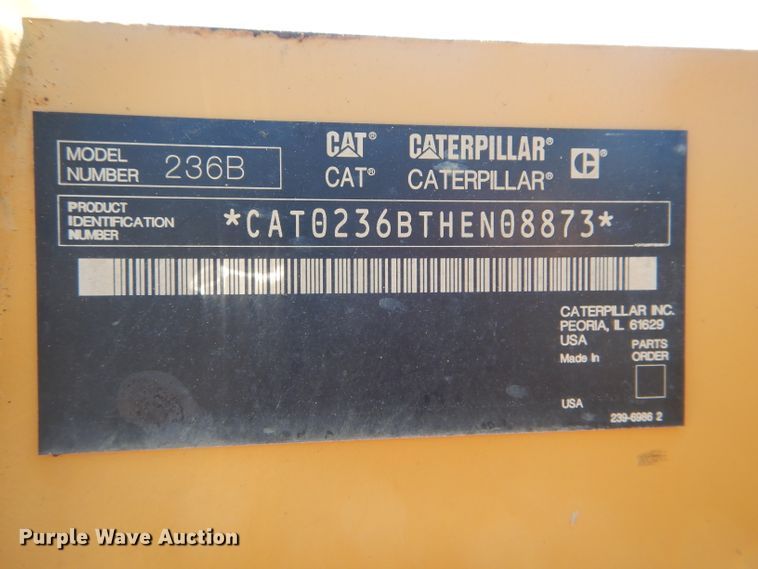 MODEL NUMBER 236B
CAT® CATERPILLAR® C
CAT® CATERPILLAR®
PRODUCT IDENTIFICATION NUMBER *CAT0236BTHEN08873*
CATERPILLAR INC.
PEORIA, IL 61629
USA
Made In
PARTS ORDER
USA
239-6986 2
Purple Wave Auction